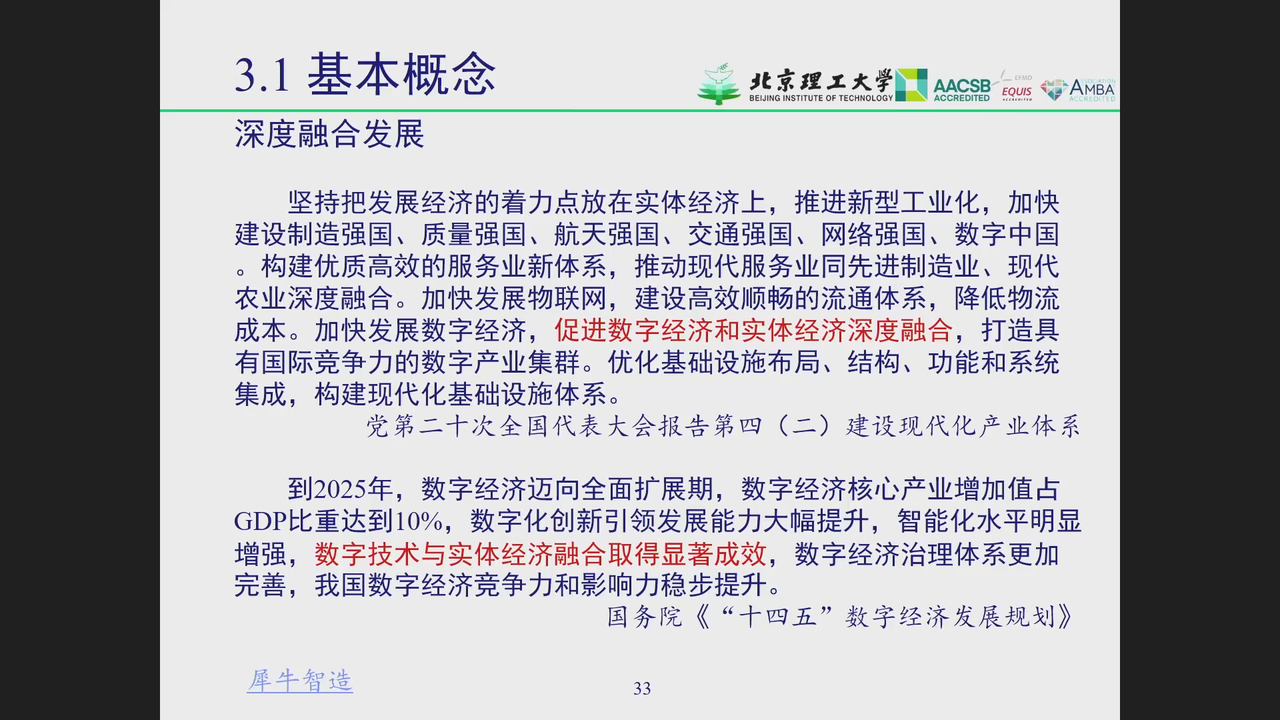 3.1 基本概念
北京理工大学
BEIJING INSTITUTE OF TECHNOLOGY
AACSB
ACCREDITED
EFMD
EQUIS
ACCREDITED
ASSOCIATION
AMBA
ACCREDITED
深度融合发展
坚持把发展经济的着力点放在实体经济上，推进新型工业化，加快
建设制造强国、质量强国、航天强国、交通强国、网络强国、数字中国
。构建优质高效的服务业新体系，推动现代服务业同先进制造业、现代
农业深度融合。加快发展物联网，建设高效顺畅的流通体系，降低物流
成本。加快发展数字经济，促进数字经济和实体经济深度融合，打造具
有国际竞争力的数字产业集群。优化基础设施布局、结构、功能和系统
集成，构建现代化基础设施体系。
党第二十次全国代表大会报告第四（二）建设现代化产业体系
到2025年，数字经济迈向全面扩展期，数字经济核心产业增加值占
GDP比重达到10%，数字化创新引领发展能力大幅提升，智能化水平明显
增强，数字技术与实体经济融合取得显著成效，数字经济治理体系更加
完善，我国数字经济竞争力和影响力稳步提升。
国务院《“十四五”数字经济发展规划》
犀牛智造
33